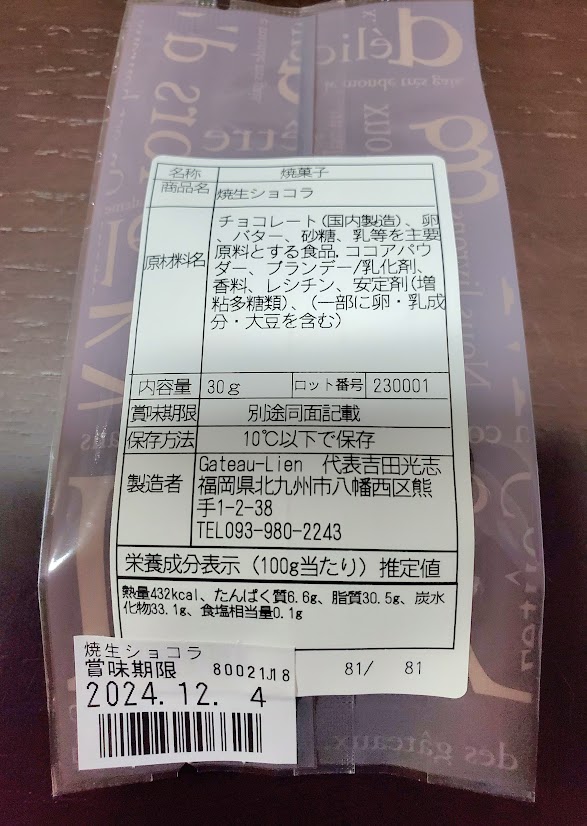 名称 焼菓子
商品名 焼生ショコラ
原材料名
チョコレート(国内製造)、卵
、バター、砂糖、乳等を主要
原料とする食品、ココアパウ
ダー、ブランデー/乳化剤、
香料、レシチン、安定剤(増
粘多糖類)、(一部に卵・乳成
分・大豆を含む)
内容量 30g ロット番号 230001
賞味期限 別途同面記載
保存方法 10℃以下で保存
製造者
Gateau-Lien 代表吉田光志
福岡県北九州市八幡西区熊
手1-2-38
TEL093-980-2243
栄養成分表示(100g当たり)推定値
熱量432kcal、たんぱく質6.6g、脂質30.5g、炭水
化物33.1g、食塩相当量0.1g
81/ 81
焼生ショコラ
賞味期限 80021J18
2024.12. 4
le monde très gai
des gâteaux